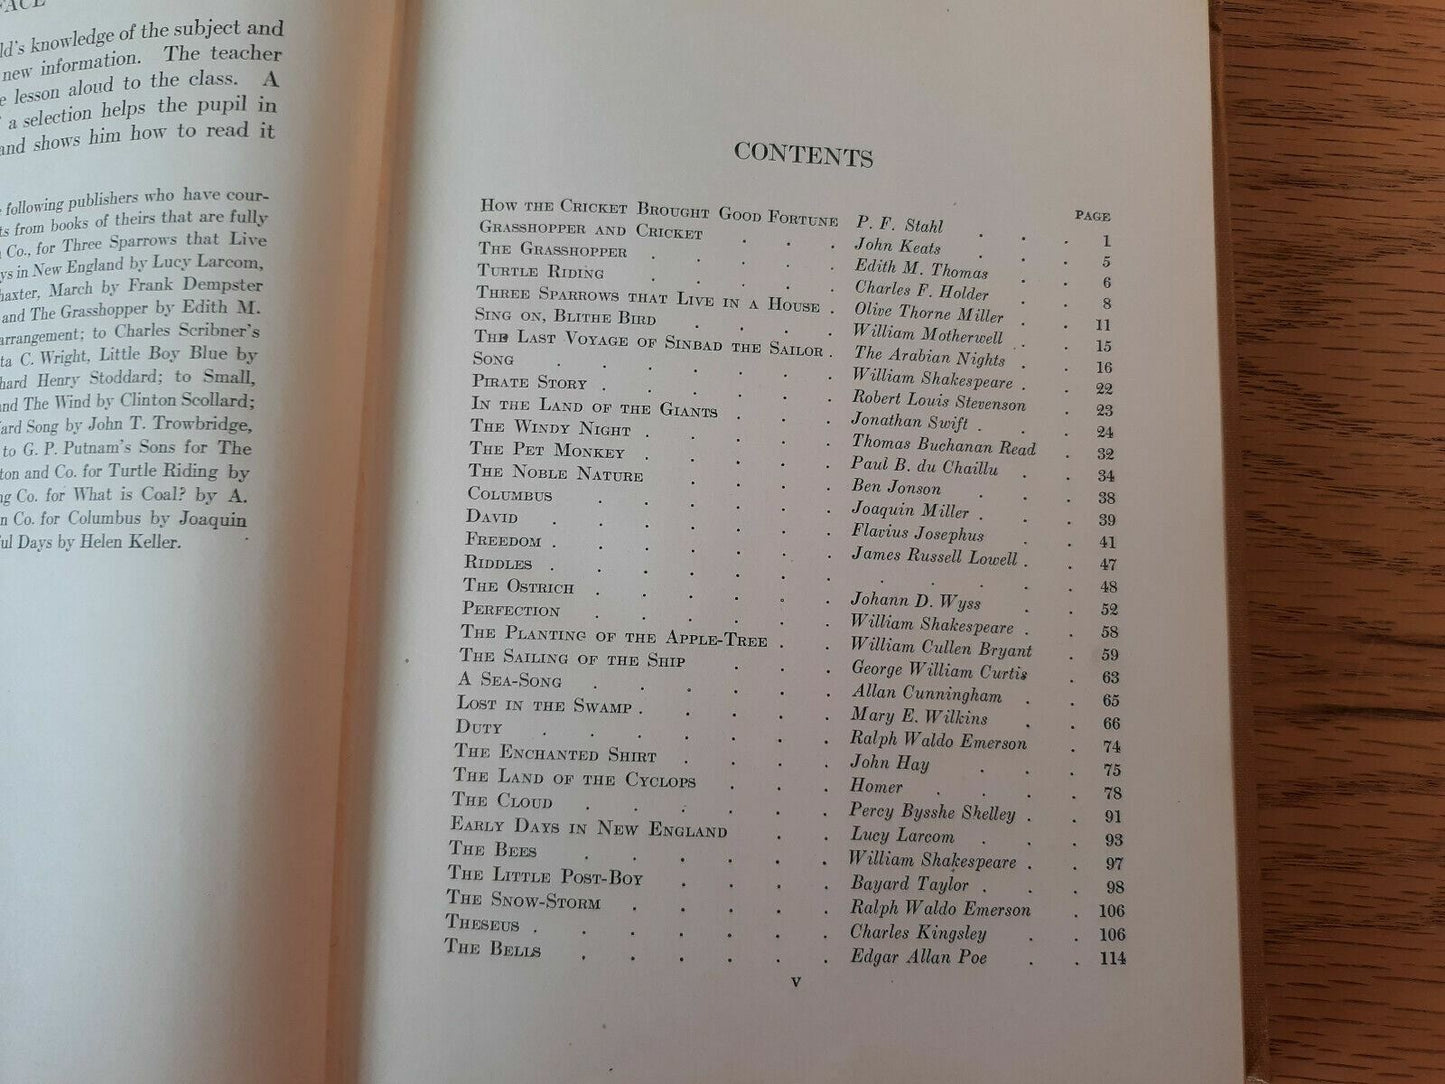 FACE
ld's knowledge of the subject and
new information. The teacher
e lesson aloud to the class. A
a selection helps the pupil in
and shows him how to read it
following publishers who have cour-
ts from books of theirs that are fully
Co., for Three Sparrows that Live
ys in New England by Lucy Larcom,
haxter, March by Frank Dempster
and The Grasshopper by Edith M.
arrangement; to Charles Scribner's
ta C. Wright, Little Boy Blue by
hard Henry Stoddard; to Small,
nd The Wind by Clinton Scollard;
ard Song by John T. Trowbridge,
to G. P. Putnam's Sons for The
ton and Co. for Turtle Riding by
ng Co. for What is Coal? by A.
n Co. for Columbus by Joaquin
ful Days by Helen Keller.
CONTENTS
PAGE
How the Cricket Brought Good Fortune P. F. Stahl . . . 1
Grasshopper and Cricket . . . John Keats . . . 5
The Grasshopper . . . . Edith M. Thomas . . 6
Turtle Riding . . . . Charles F. Holder . . 8
Three Sparrows that Live in a House . Olive Thorne Miller . . 11
Sing on, Blithe Bird . . . . William Motherwell . . 15
The Last Voyage of Sinbad the Sailor . The Arabian Nights . . 16
Song . . . . . . William Shakespeare . . 22
Pirate Story . . . . . Robert Louis Stevenson . 23
In the Land of the Giants . . . Jonathan Swift . . . 24
The Windy Night . . . . . Thomas Buchanan Read . 32
The Pet Monkey . . . . . Paul B. du Chaillu . . 34
The Noble Nature . . . . Ben Jonson . . . 38
Columbus . . . . . . Joaquin Miller . . . 39
David . . . . . . . Flavius Josephus . . 41
Freedom . . . . . . . James Russell Lowell . . 47
Riddles . . . . . . . . . . . 48
The Ostrich . . . . . . Johann D. Wyss . . 52
Perfection . . . . . . William Shakespeare . . 58
The Planting of the Apple-Tree . . William Cullen Bryant . 59
The Sailing of the Ship . . . George William Curtis . 63
A Sea-Song . . . . . . Allan Cunningham . . 65
Lost in the Swamp . . . . . Mary E. Wilkins . . 66
Duty . . . . . . . Ralph Waldo Emerson . 74
The Enchanted Shirt . . . . John Hay . . . 75
The Land of the Cyclops . . . Homer . . . . 78
The Cloud . . . . . . Percy Bysshe Shelley . . 91
Early Days in New England . . Lucy Larcom . . . 93
The Bees . . . . . . William Shakespeare . . 97
The Little Post-Boy . . . . Bayard Taylor . . . 98
The Snow-Storm . . . . . Ralph Waldo Emerson . 106
Theseus . . . . . . . Charles Kingsley . . 106
The Bells . . . . . . Edgar Allan Poe . . 114
v